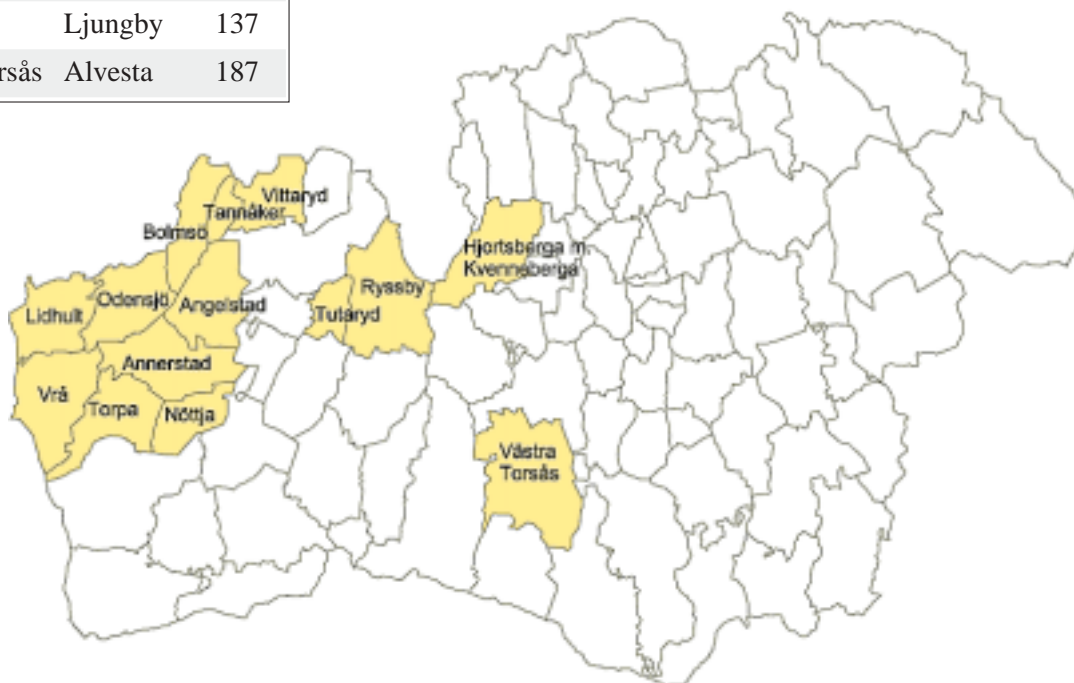 Ljungby 137
rsås Alvesta 187
Vittaryd
Tannåker
Bolmsö
Hjortsberga m.
Kvenneberga
Ryssby
Odensjö
Angelstad
Lidhult
Tutaryd
Annerstad
Vrå
Torpa
Nöttja
Västra
Torsås